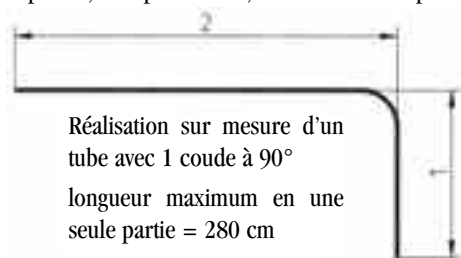 2
Réalisation sur mesure d'un
tube avec 1 coude à 90°
1
longueur maximum en une
seule partie = 280 cm